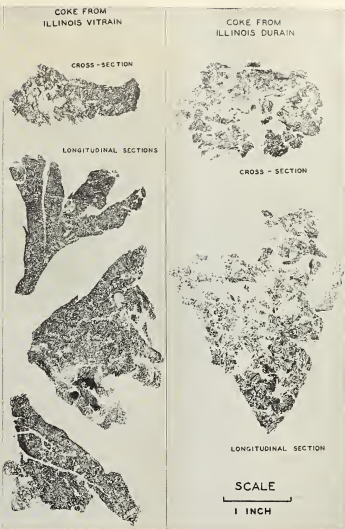 COKE FROM
ILLINOIS VITRAIN
CROSS-SECTION
LONGITUDINAL SECTIONS
COKE FROM
ILLINOIS DURAIN
CROSS - SECTION
LONGITUDINAL SECTION
SCALE
1 INCH